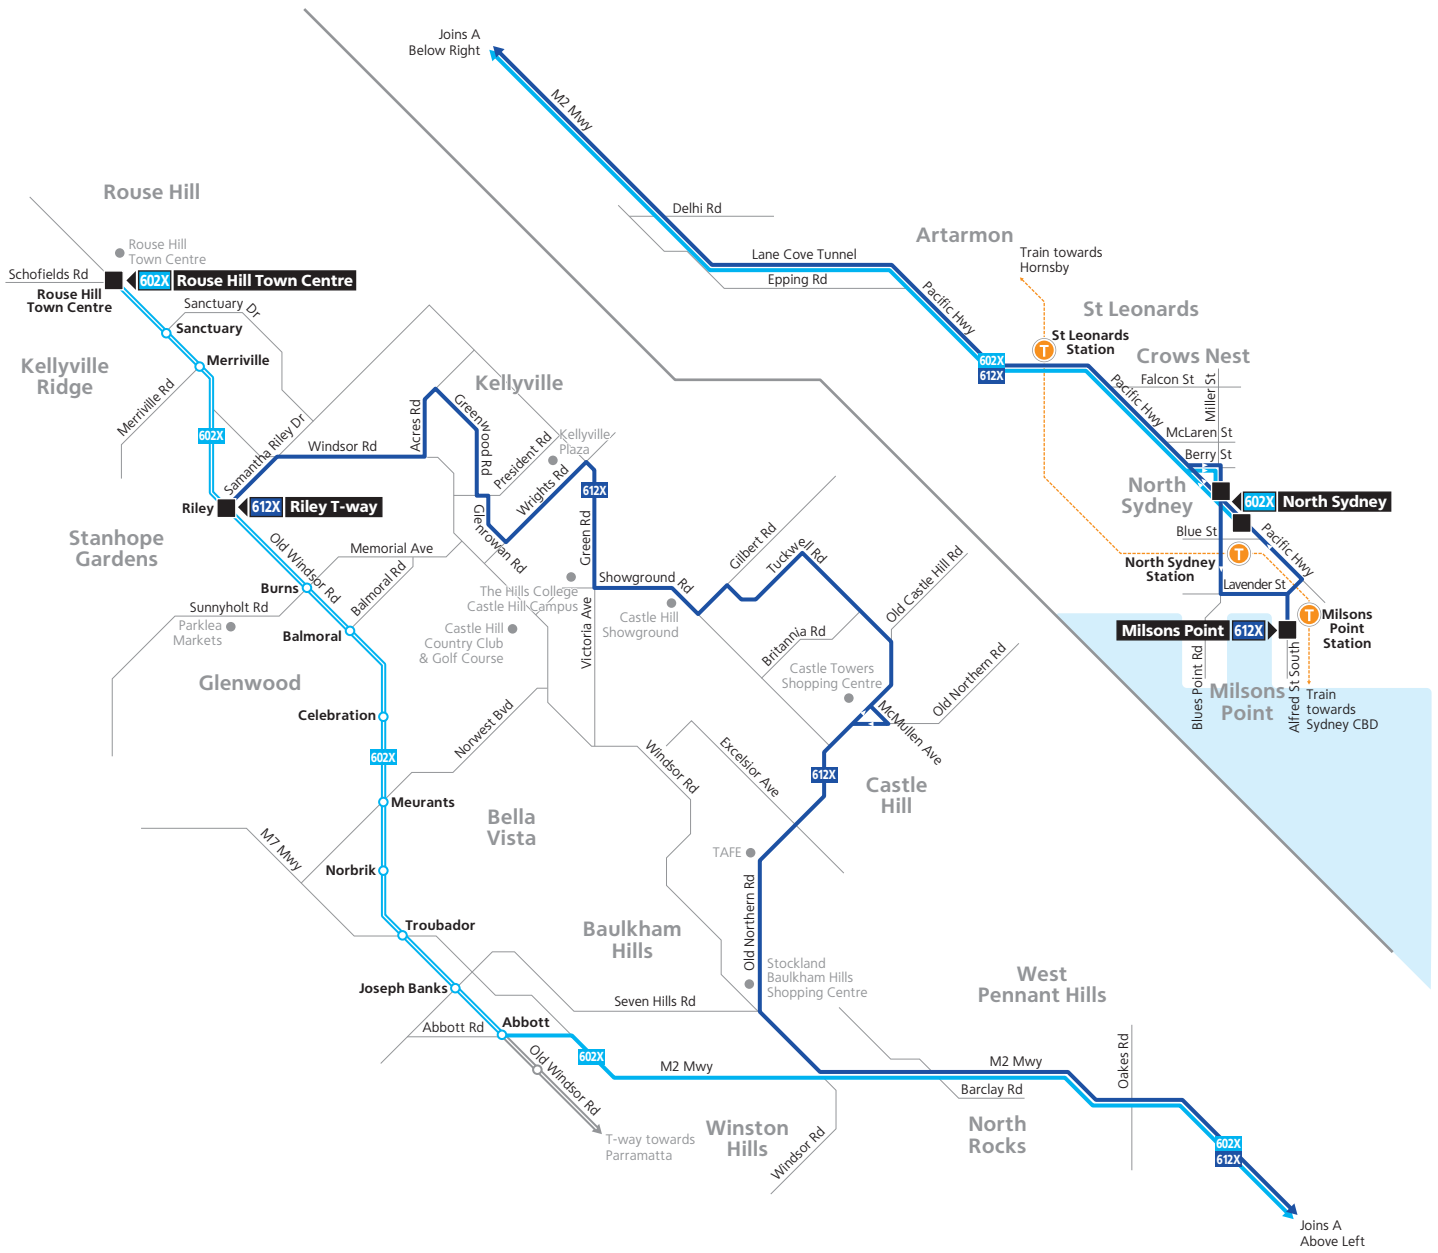 Joins A
Below Right
M2 Mwy
Rouse Hill
Delhi Rd
Artarmon
Rouse Hill
Town Centre
Lane Cove Tunnel
Train towards
Hornsby
Schofields Rd
602X Rouse Hill Town Centre
Epping Rd
Rouse Hill
Town Centre
Sanctuary Dr
Pacific Hwy
St Leonards
Sanctuary
St Leonards
Station
Merriville
Kellyville
Ridge
Crows Nest
602X
612X
Kellyville
Falcon St
Pacific Hwy
Miller St
Merriville Rd
Acres Rd
Greenwood Rd
602X
Samantha Riley Dr
Windsor Rd
President Rd
Kellyville
Plaza
McLaren St
Berry St
Wrights Rd
612X
North
Sydney
602X North Sydney
Riley
612X Riley T-way
Glenrowan Rd
Green Rd
Gilbert Rd
Tuckwell Rd
Blue St
Pacific Hwy
Stanhope
Gardens
Old Windsor Rd
Memorial Ave
Old Castle Hill Rd
North Sydney
Station
Burns
Balmoral Rd
The Hills College
Castle Hill Campus
Showground Rd
Lavender St
Sunnyholt Rd
Parklea
Markets
Balmoral
Castle Hill
Country Club
& Golf Course
Victoria Ave
Castle Hill
Showground
Britannia Rd
Milsons Point 612X
Milsons
Point
Station
Castle Towers
Shopping Centre
Old Northern Rd
Glenwood
Blues Point Rd
Milsons
Point
Alfred St South
Train
towards
Sydney CBD
Celebration
Norwest Bvd
McMullen Ave
602X
Windsor Rd
Excelsior Ave
612X
Castle
Hill
Meurants
Bella
Vista
M7 Mwy
TAFE
Norbrik
Old Northern Rd
Troubador
Baulkham
Hills
Stockland
Baulkham Hills
Shopping Centre
West
Pennant Hills
Joseph Banks
Seven Hills Rd
Abbott Rd
Abbott
602X
Old Windsor Rd
M2 Mwy
M2 Mwy
Oakes Rd
Barclay Rd
T-way towards
Parramatta
Winston
Hills
Windsor Rd
North
Rocks
602X
612X
Joins A
Above Left